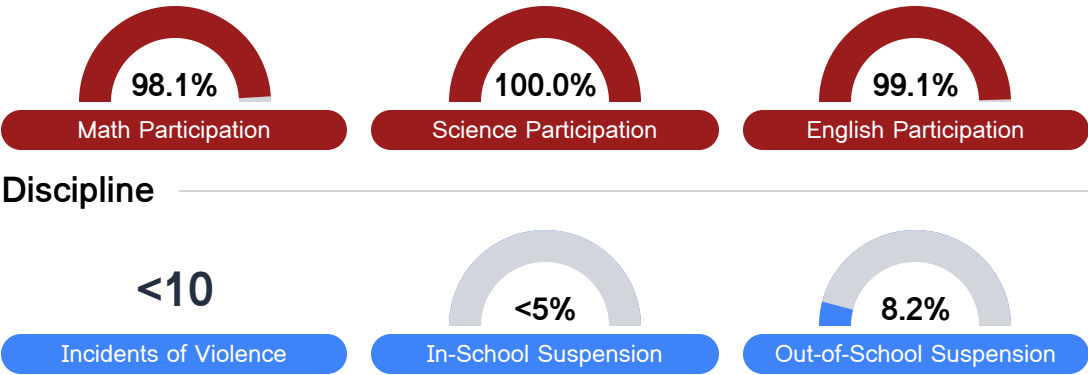 98.1%
100.0%
99.1%
Math Participation
Science Participation
English Participation
Discipline
<10
<5%
8.2%
Incidents of Violence
In-School Suspension
Out-of-School Suspension